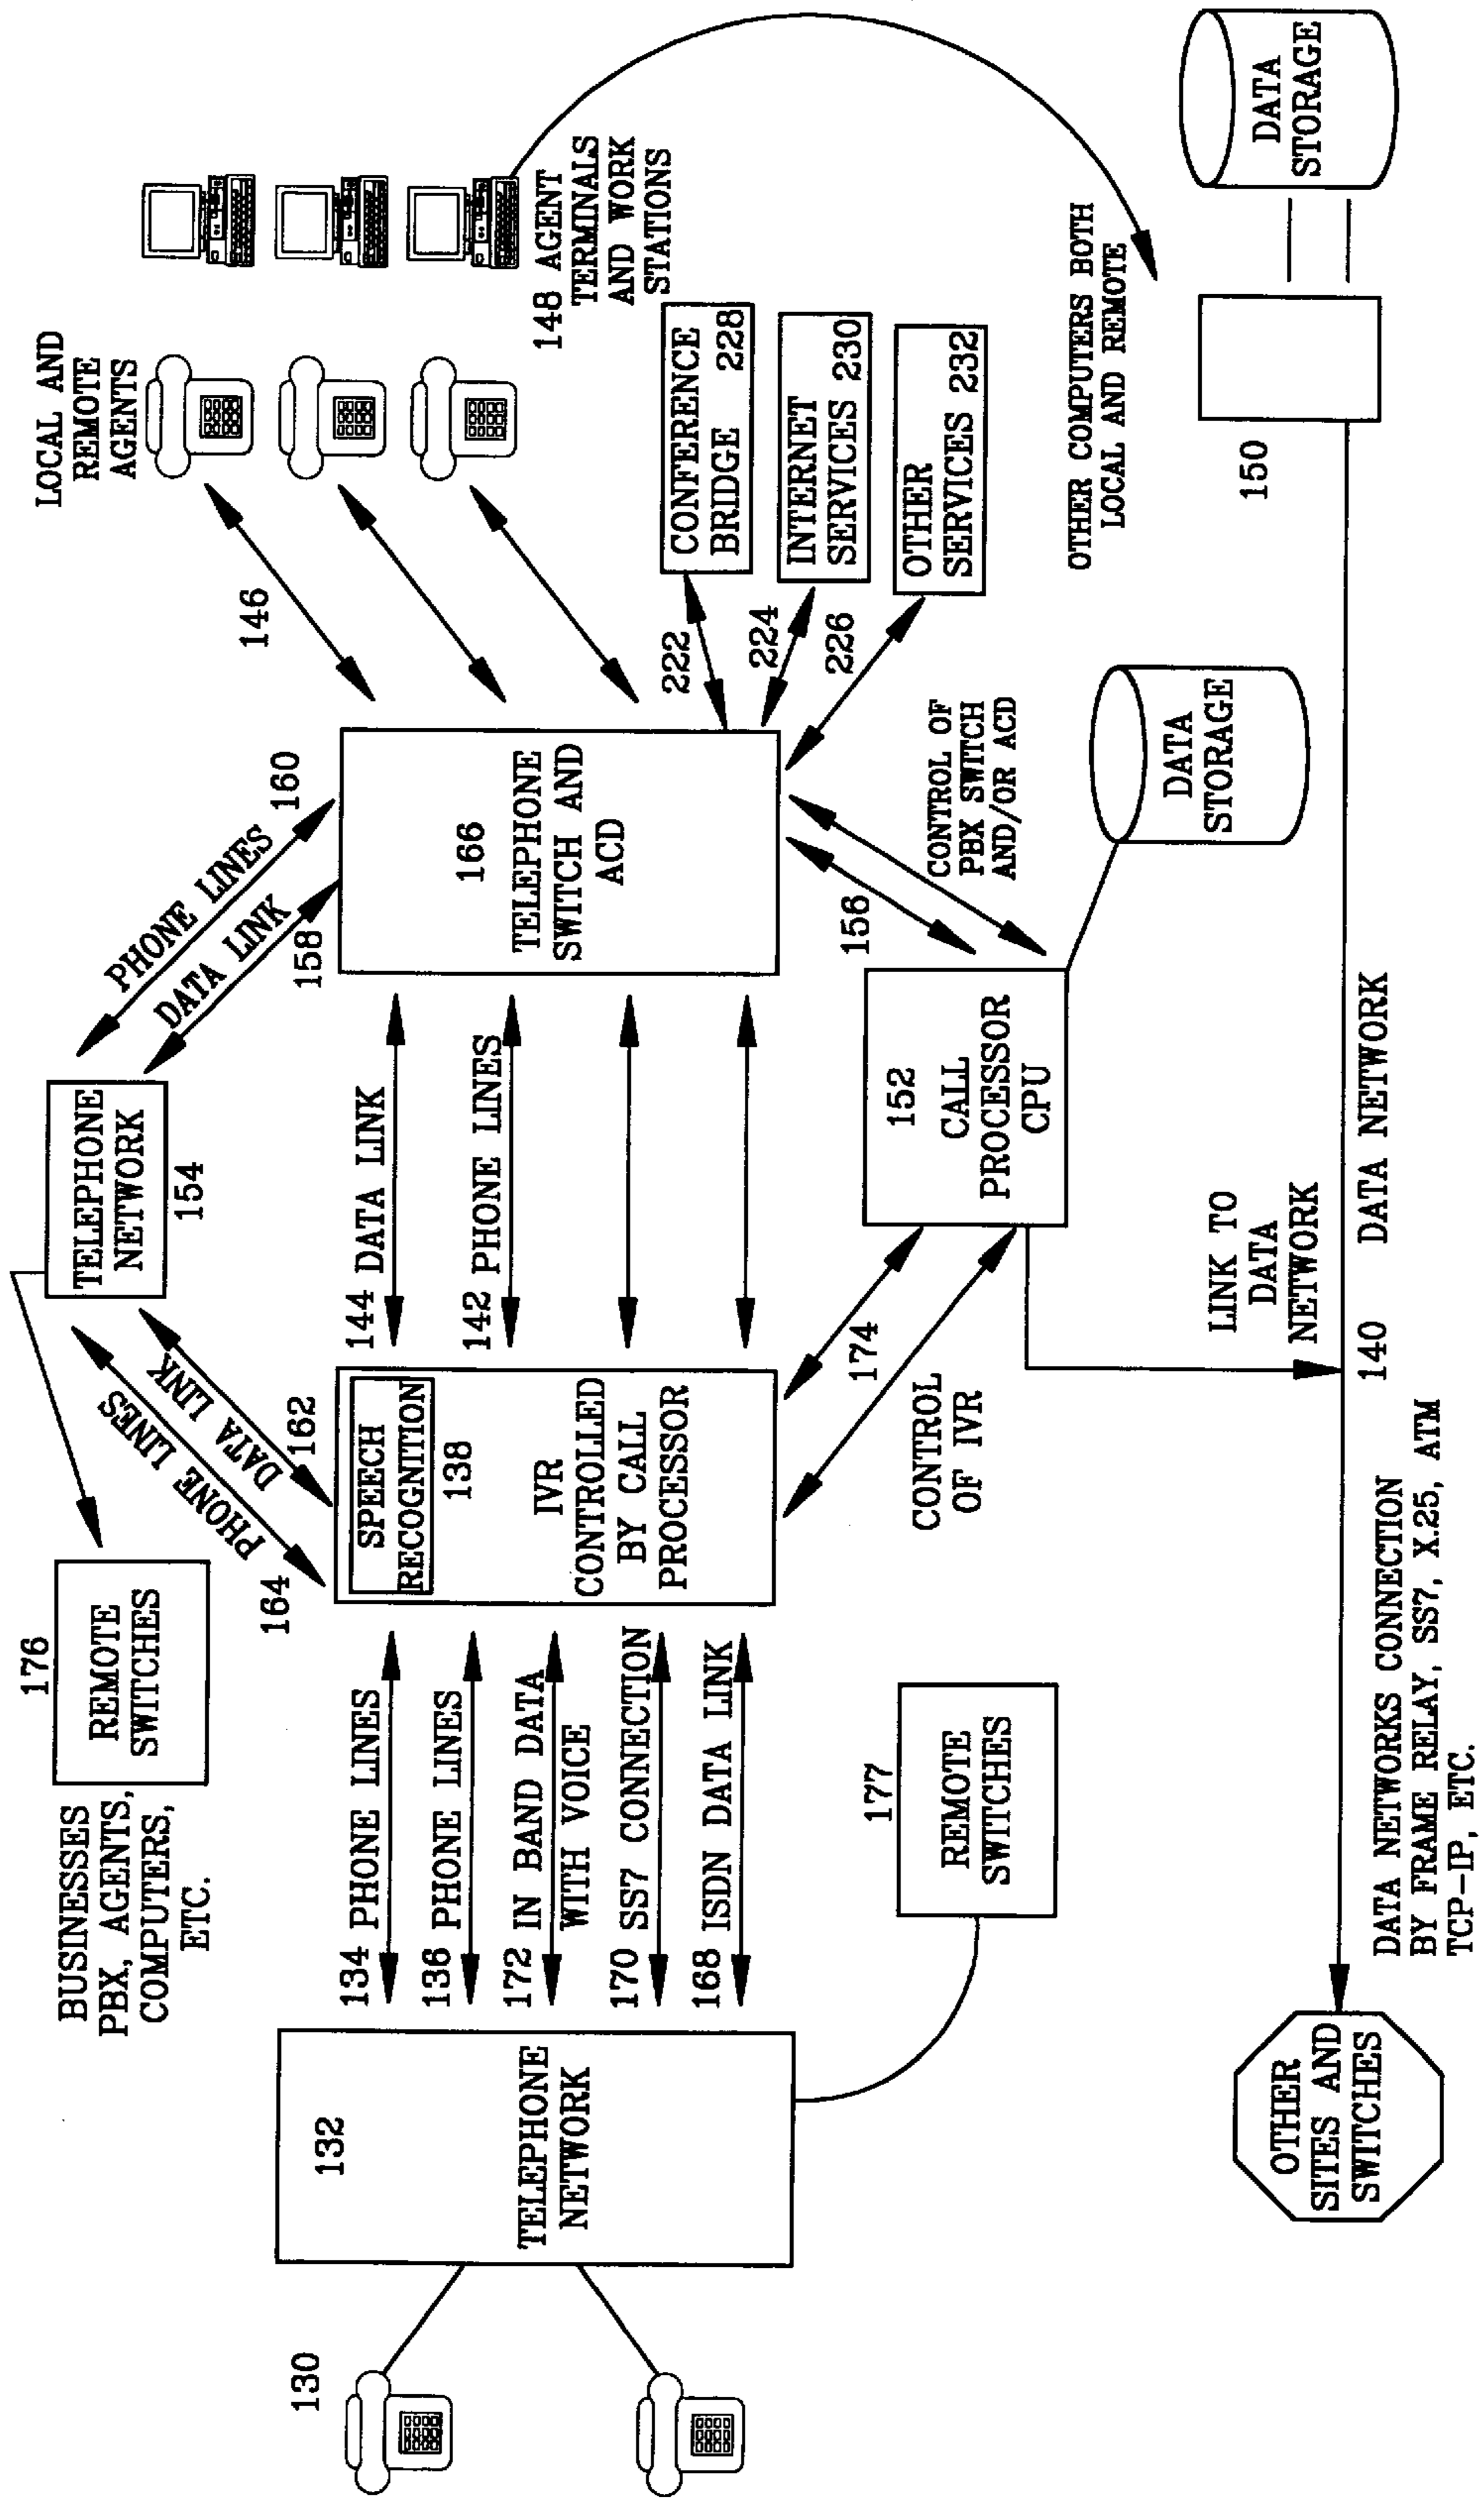 130
132
TELEPHONE
NETWORK
BUSINESSES
PBX, AGENTS,
COMPUTERS,
ETC.
176
REMOTE
SWITCHES
134 PHONE LINES
136 PHONE LINES
172 IN BAND DATA
WITH VOICE
170 SS7 CONNECTION
168 ISDN DATA LINK
177
REMOTE
SWITCHES
164
PHONE LINES
DATA LINK
162
SPEECH
RECOGNITION
138
IVR
CONTROLLED
BY CALL
PROCESSOR
TELEPHONE
NETWORK
154
144 DATA LINK
142 PHONE LINES
174
CONTROL
OF IVR
152
CALL
PROCESSOR
CPU
PHONE LINES
160
DATA LINK
158
166
TELEPHONE
SWITCH AND
ACD
156
CONTROL OF
PBX SWITCH
AND/OR ACD
DATA
STORAGE
LOCAL AND
REMOTE
AGENTS
146
148 AGENT
TERMINALS
AND WORK
STATIONS
222
CONFERENCE
BRIDGE 228
224
INTERNET
SERVICES 230
226
OTHER
SERVICES 232
OTHER COMPUTERS BOTH
LOCAL AND REMOTE
150
DATA
STORAGE
LINK TO
DATA
NETWORK
140 DATA NETWORK
OTHER
SITES AND
SWITCHES
DATA NETWORKS CONNECTION
BY FRAME RELAY, SS7, X.25, ATM
TCP-IP, ETC.